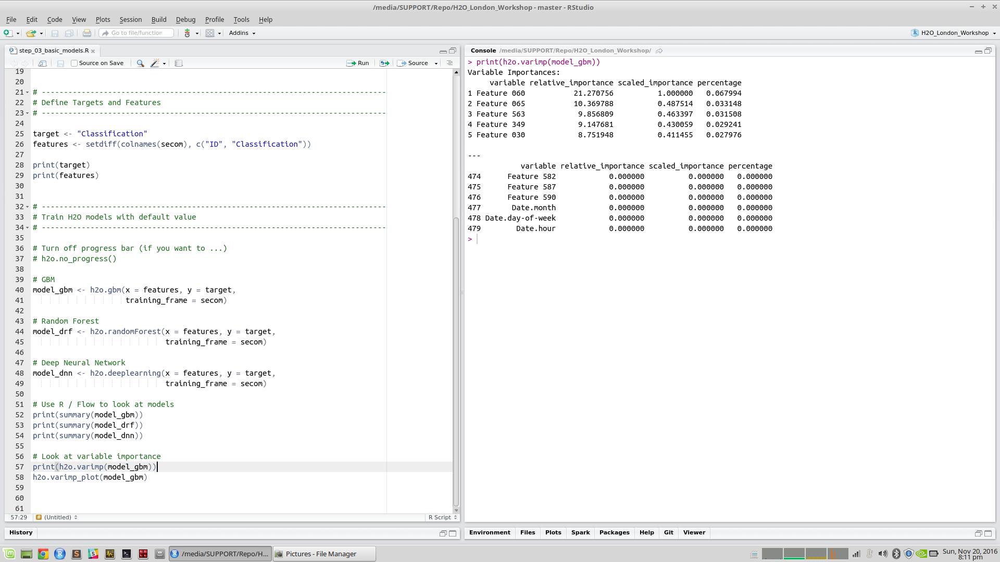 /media/SUPPORT/Repo/H2O_London_Workshop - master - RStudio
File Edit Code View Plots Session Build Debug Profile Tools Help
Go to file/function Addins H2O_London_Workshop
step_03_basic_models.R
Source on Save Run Source
19
20
21 # ------------------------------------------------------------------------------
22 # Define Targets and Features
23 # ------------------------------------------------------------------------------
24
25 target <- "Classification"
26 features <- setdiff(colnames(secom), c("ID", "Classification"))
27
28 print(target)
29 print(features)
30
31
32 # ------------------------------------------------------------------------------
33 # Train H2O models with default value
34 # ------------------------------------------------------------------------------
35
36 # Turn off progress bar (if you want to ...)
37 # h2o.no_progress()
38
39 # GBM
40 model_gbm <- h2o.gbm(x = features, y = target,
41 training_frame = secom)
42
43 # Random Forest
44 model_drf <- h2o.randomForest(x = features, y = target,
45 training_frame = secom)
46
47 # Deep Neural Network
48 model_dnn <- h2o.deeplearning(x = features, y = target,
49 training_frame = secom)
50
51 # Use R / Flow to look at models
52 print(summary(model_gbm))
53 print(summary(model_drf))
54 print(summary(model_dnn))
55
56 # Look at variable importance
57 print(h2o.varimp(model_gbm))
58 h2o.varimp_plot(model_gbm)
59
60
61
57:29 (Untitled) R Script
History
Console /media/SUPPORT/Repo/H2O_London_Workshop/
> print(h2o.varimp(model_gbm))
Variable Importances:
variable relative_importance scaled_importance percentage
1 Feature 060 21.270756 1.000000 0.067994
2 Feature 065 10.369788 0.487514 0.033148
3 Feature 563 9.856809 0.463397 0.031508
4 Feature 349 9.147681 0.430059 0.029241
5 Feature 030 8.751948 0.411455 0.027976
---
variable relative_importance scaled_importance percentage
474 Feature 582 0.000000 0.000000 0.000000
475 Feature 587 0.000000 0.000000 0.000000
476 Feature 590 0.000000 0.000000 0.000000
477 Date.month 0.000000 0.000000 0.000000
478 Date.day-of-week 0.000000 0.000000 0.000000
479 Date.hour 0.000000 0.000000 0.000000
>
Environment Files Plots Spark Packages Help Git Viewer
/media/SUPPORT/Repo/H... Pictures - File Manager Sun, Nov 20, 2016
8:11 pm